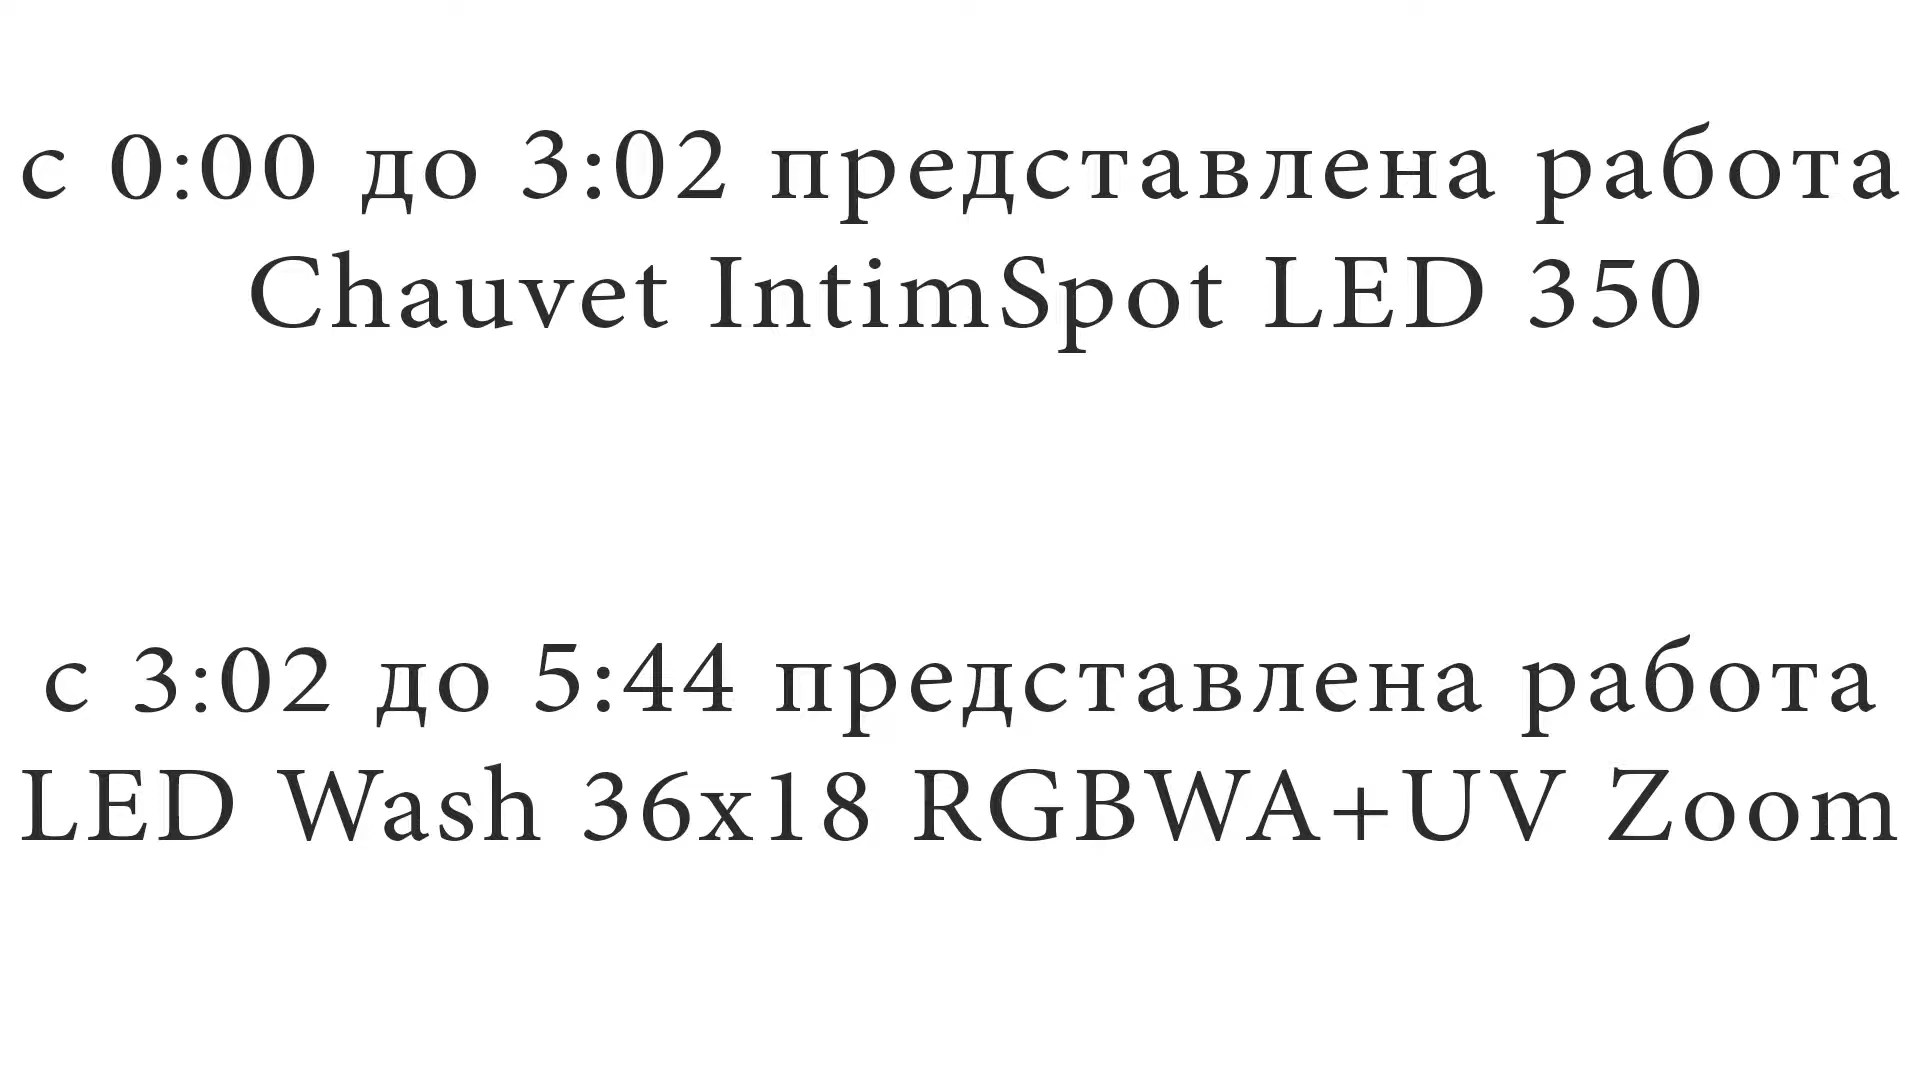 с 0:00 до 3:02 представлена работа
Chauvet IntimSpot LED 350
с 3:02 до 5:44 представлена работа
LED Wash 36x18 RGBWA+UV Zoom